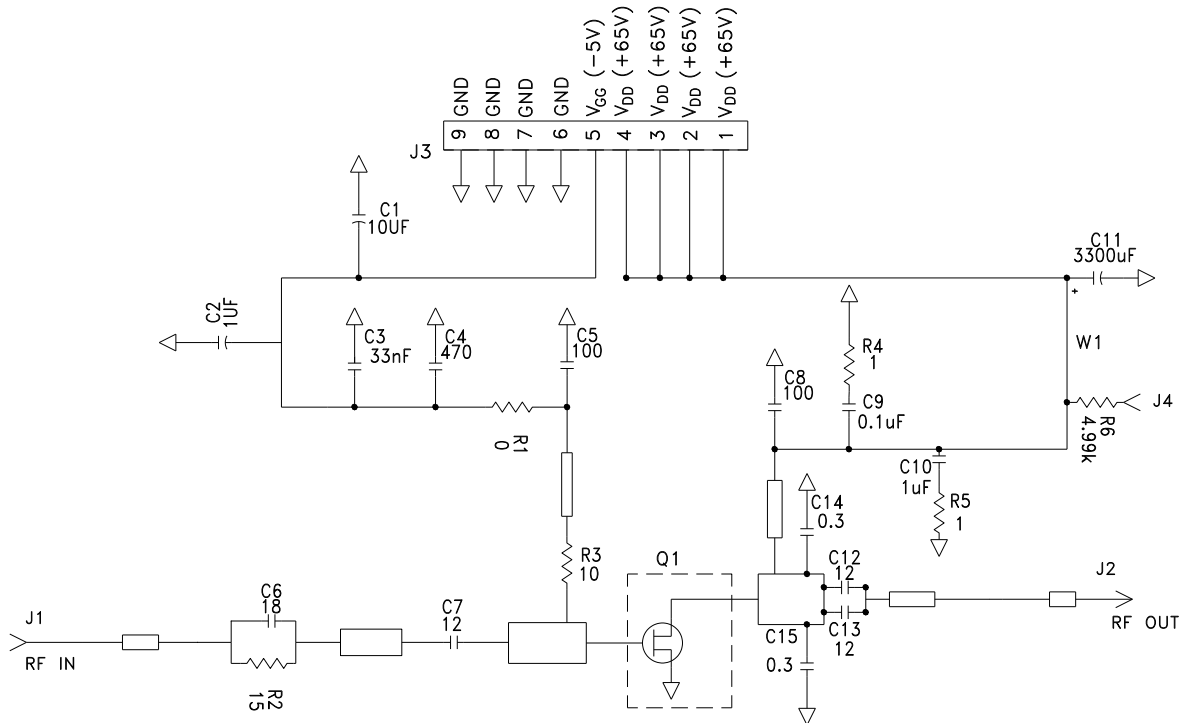 GND
GND
GND
GND
VGG (-5V)
VDD (+65V)
VDD (+65V)
VDD (+65V)
VDD (+65V)
9
8
7
6
5
4
3
2
1
J3
C1
10UF
C11
3300uF
+
C2
1UF
C3
33nF
C4
470
C5
100
R4
1
W1
C8
100
C9
0.1uF
J4
R6
4.99k
R1
0
C10
1uF
R5
1
C14
0.3
R3
10
Q1
C12
12
J2
RF OUT
C6
18
C7
12
J1
RF IN
C15
0.3
C13
12
R2
15